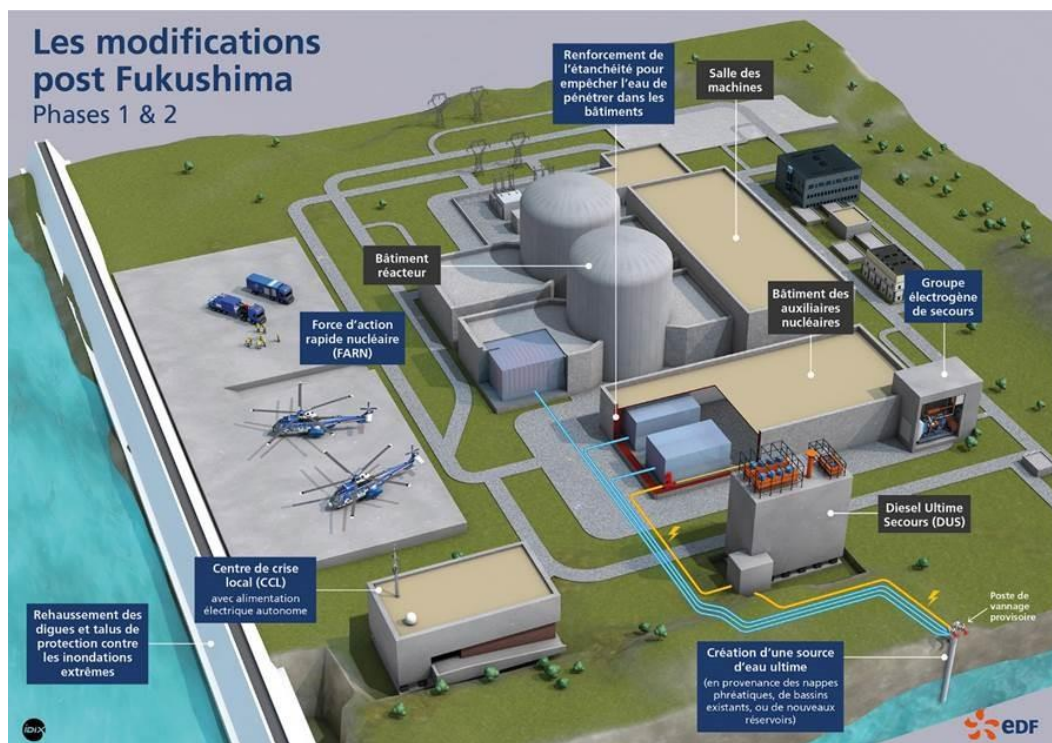 Les modifications
post Fukushima
Phases 1 & 2
Renforcement de
l'étanchéité pour
empêcher l'eau de
pénétrer dans les
bâtiments
Salle des
machines
Bâtiment
réacteur
Force d'action
rapide nucléaire
(FARN)
Bâtiment des
auxiliaires
nucléaires
Groupe
électrogène
de secours
Diesel Ultime
Secours (DUS)
Centre de crise
local (CCL)
avec alimentation
électrique autonome
Rehaussement des
digues et talus de
protection contre
les inondations
extrêmes
Poste de
vannage
provisoire
Création d'une source
d'eau ultime
(en provenance des nappes
phréatiques, de bassins
existants, ou de nouveaux
réservoirs)
IDIX
eDF